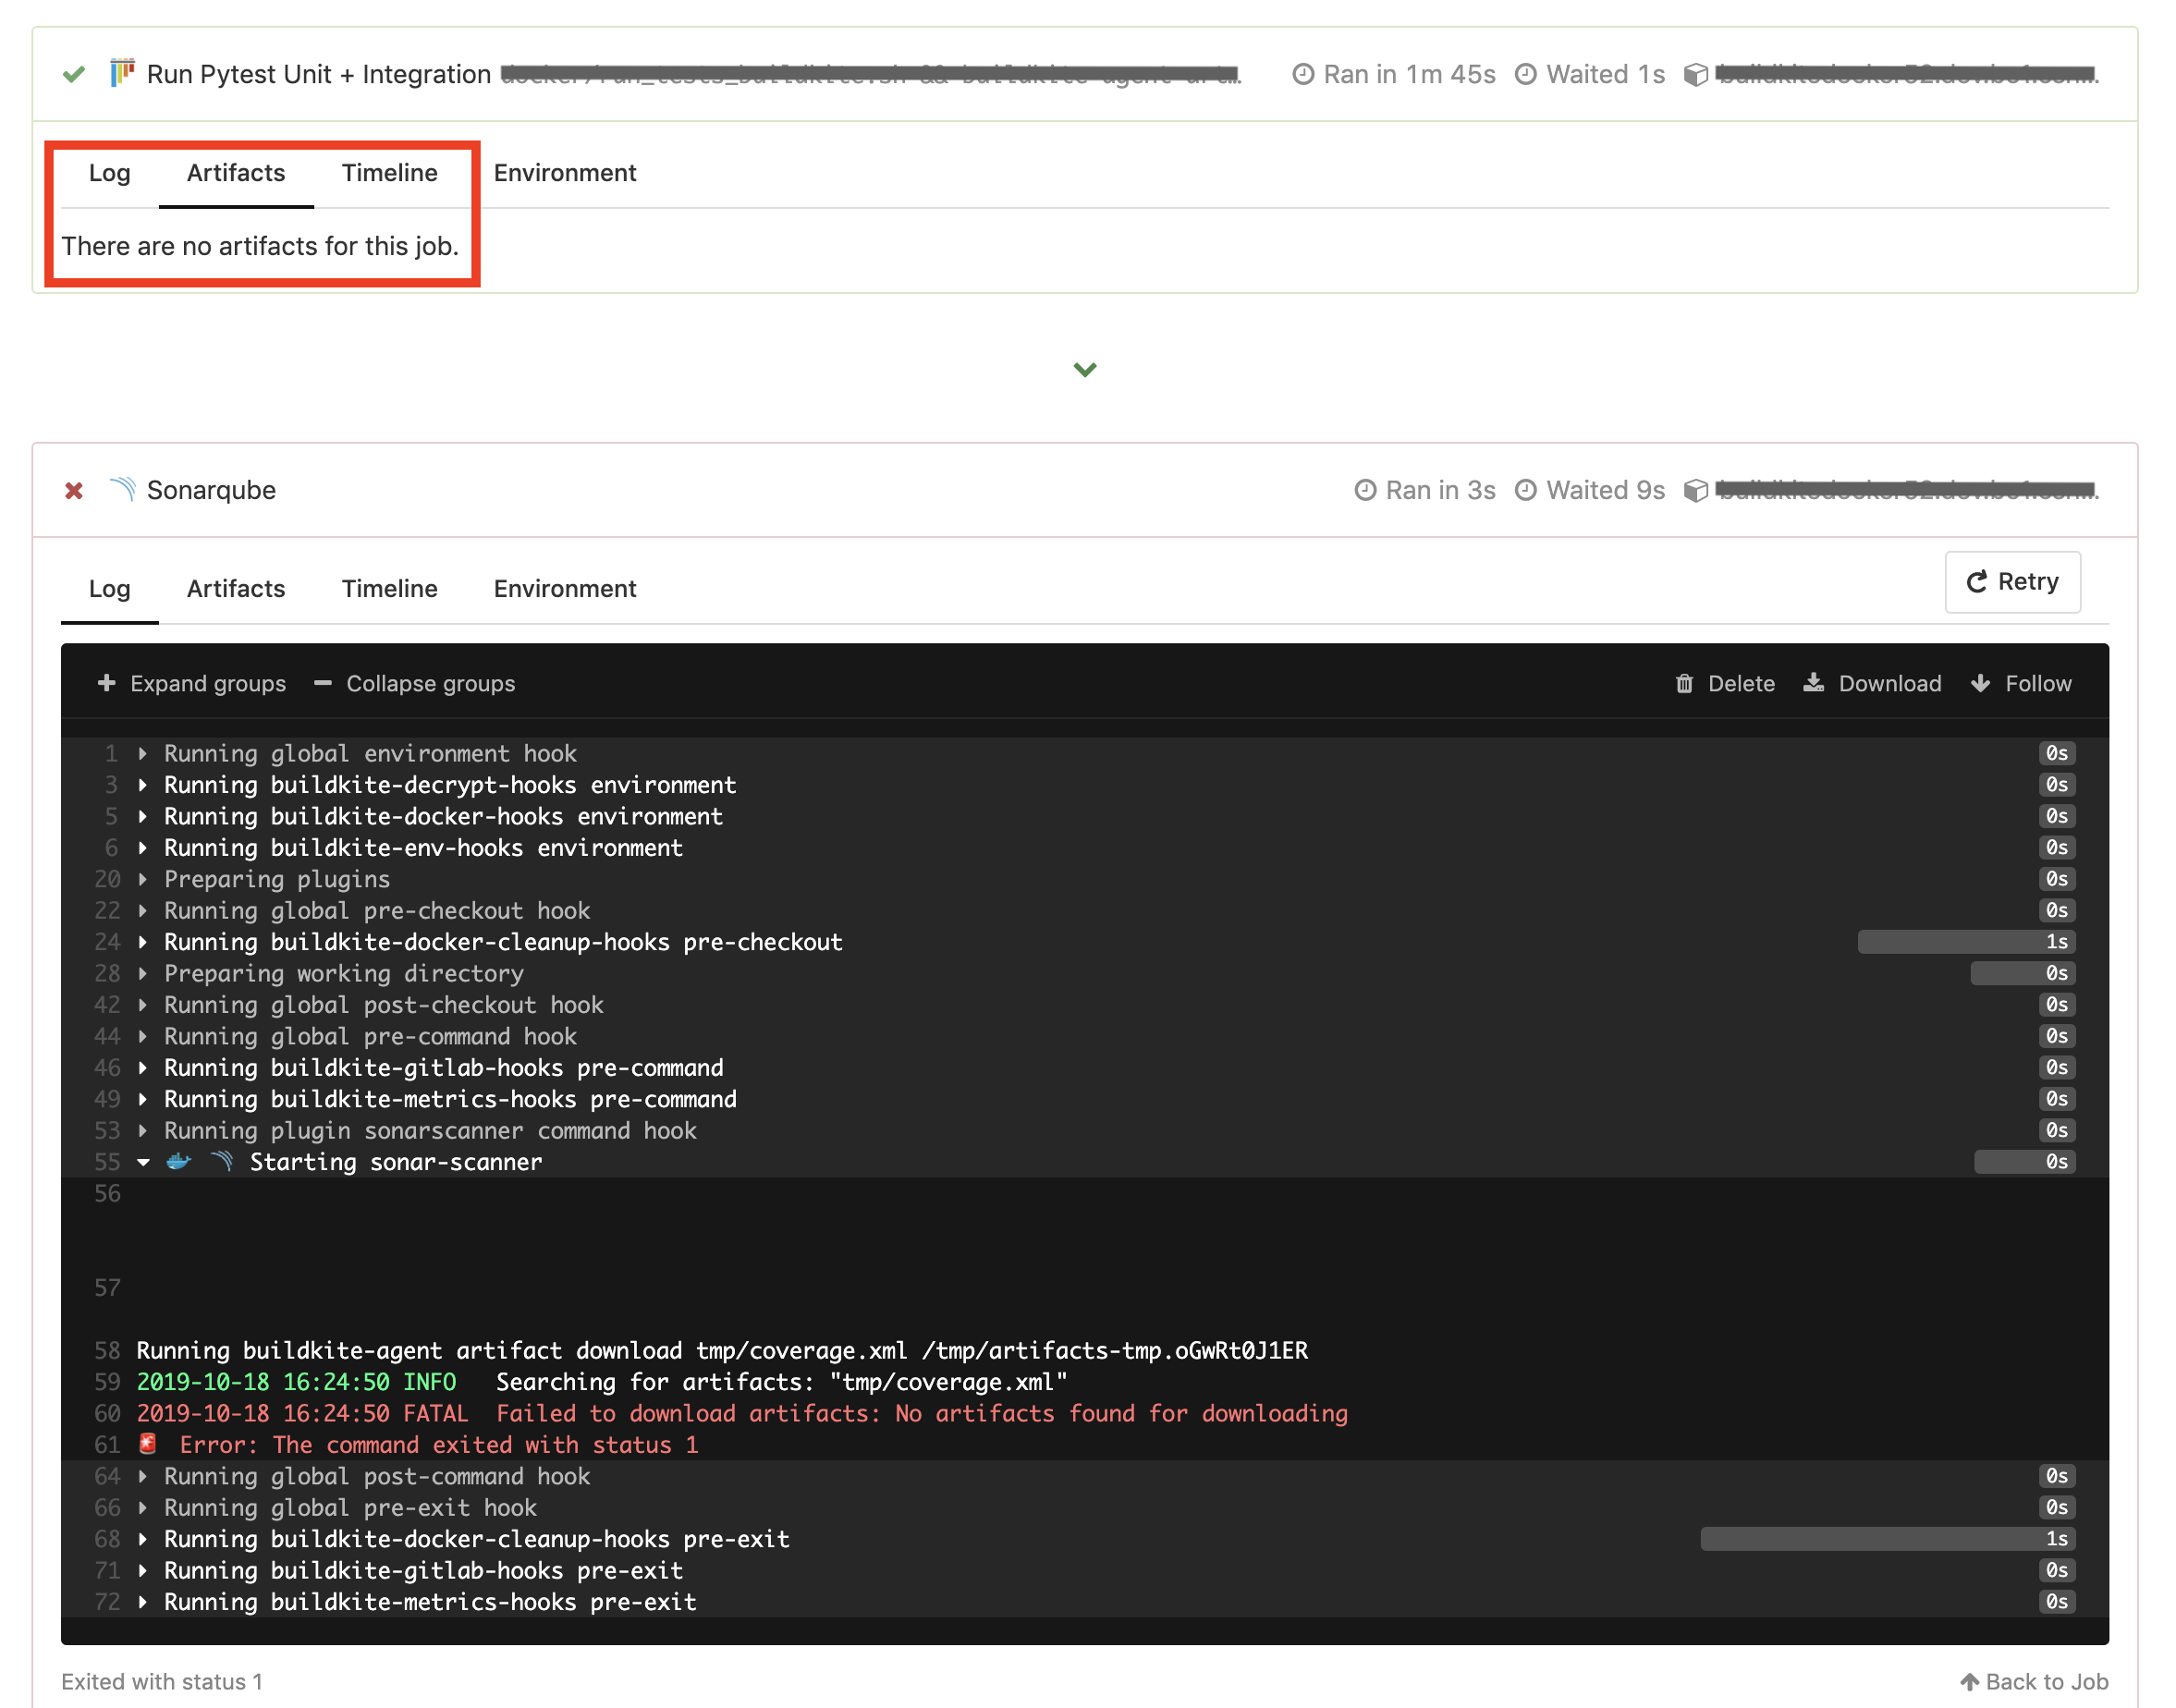 Run Pytest Unit + Integration Ran in 1m 45s Waited 1s
Log Artifacts Timeline Environment
There are no artifacts for this job.
Sonarqube Ran in 3s Waited 9s
Log Artifacts Timeline Environment Retry
Expand groups Collapse groups Delete Download Follow
1 Running global environment hook 0s
3 Running buildkite-decrypt-hooks environment 0s
5 Running buildkite-docker-hooks environment 0s
6 Running buildkite-env-hooks environment 0s
20 Preparing plugins 0s
22 Running global pre-checkout hook 0s
24 Running buildkite-docker-cleanup-hooks pre-checkout 1s
28 Preparing working directory 0s
42 Running global post-checkout hook 0s
44 Running global pre-command hook 0s
46 Running buildkite-gitlab-hooks pre-command 0s
49 Running buildkite-metrics-hooks pre-command 0s
53 Running plugin sonarscanner command hook 0s
55 Starting sonar-scanner 0s
56
57
58 Running buildkite-agent artifact download tmp/coverage.xml /tmp/artifacts-tmp.oGwRt0J1ER
59 2019-10-18 16:24:50 INFO Searching for artifacts: "tmp/coverage.xml"
60 2019-10-18 16:24:50 FATAL Failed to download artifacts: No artifacts found for downloading
61 Error: The command exited with status 1
64 Running global post-command hook 0s
66 Running global pre-exit hook 0s
68 Running buildkite-docker-cleanup-hooks pre-exit 1s
71 Running buildkite-gitlab-hooks pre-exit 0s
72 Running buildkite-metrics-hooks pre-exit 0s
Exited with status 1 Back to Job